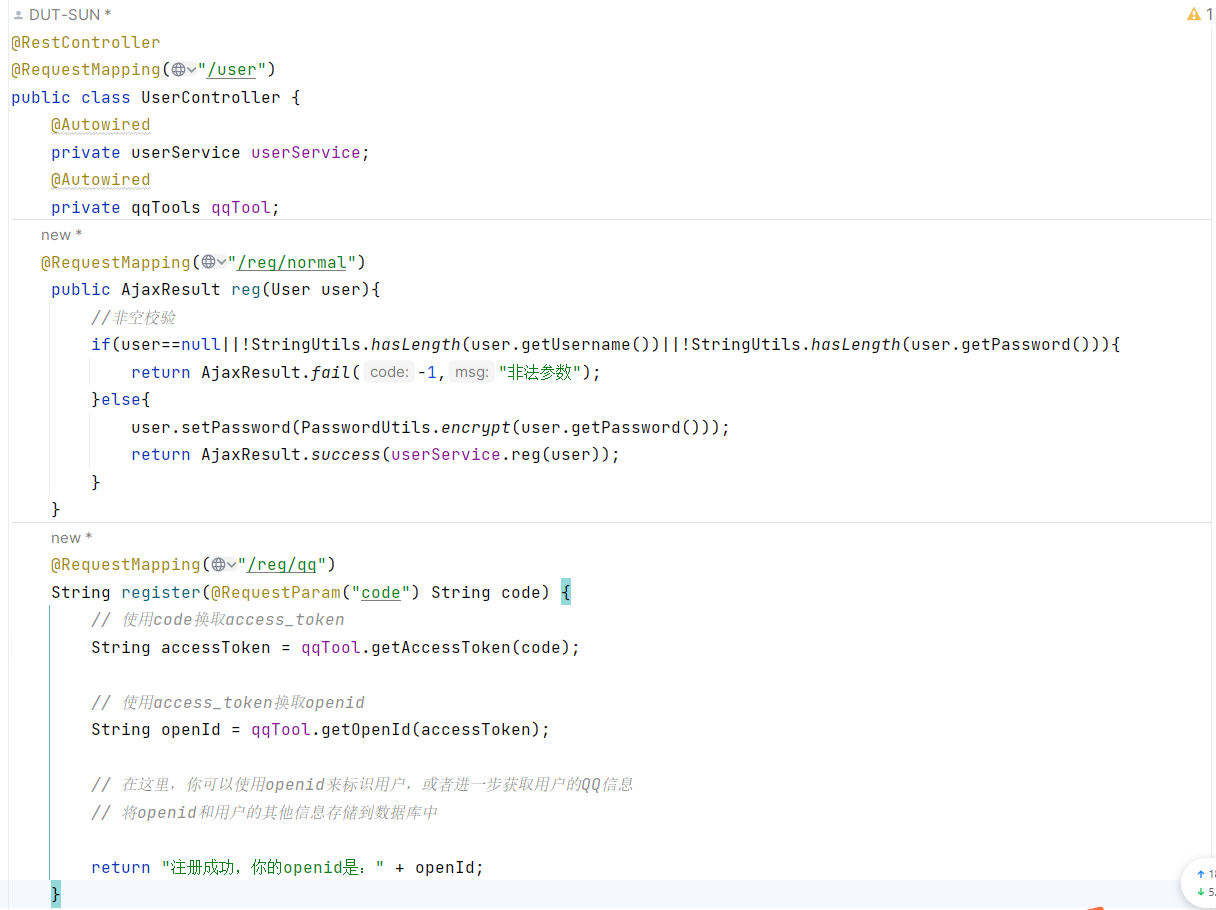 DUT-SUN *
1
@RestController
@RequestMapping("/user")
public class UserController {
@Autowired
private userService userService;
@Autowired
private qqTools qqTool;
new *
@RequestMapping("/reg/normal")
public AjaxResult reg(User user){
//非空校验
if(user==null||!StringUtils.hasLength(user.getUsername())||!StringUtils.hasLength(user.getPassword())){
return AjaxResult.fail( code: -1, msg: "非法参数");
}else{
user.setPassword(PasswordUtils.encrypt(user.getPassword()));
return AjaxResult.success(userService.reg(user));
}
}
new *
@RequestMapping("/reg/qq")
String register(@RequestParam("code") String code) {
// 使用code换取access_token
String accessToken = qqTool.getAccessToken(code);
// 使用access_token换取openid
String openId = qqTool.getOpenId(accessToken);
// 在这里，你可以使用openid来标识用户，或者进一步获取用户的QQ信息
// 将openid和用户的其他信息存储到数据库中
return "注册成功，你的openid是：" + openId;
}